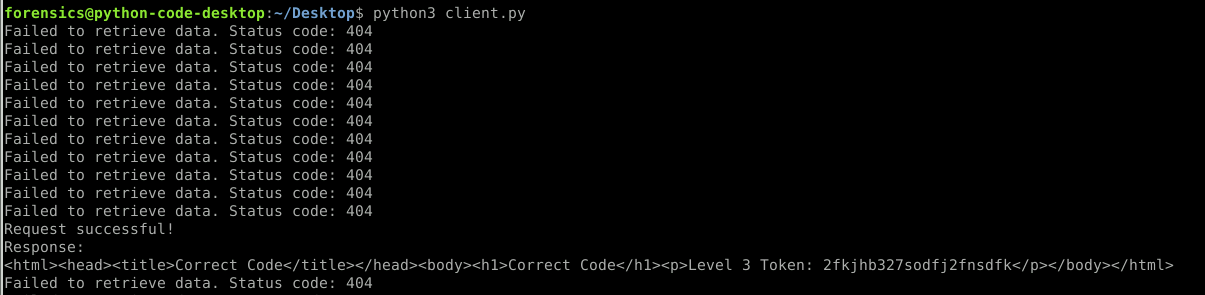 forensics@python-code-desktop:~/Desktop$ python3 client.py
Failed to retrieve data. Status code: 404
Failed to retrieve data. Status code: 404
Failed to retrieve data. Status code: 404
Failed to retrieve data. Status code: 404
Failed to retrieve data. Status code: 404
Failed to retrieve data. Status code: 404
Failed to retrieve data. Status code: 404
Failed to retrieve data. Status code: 404
Failed to retrieve data. Status code: 404
Failed to retrieve data. Status code: 404
Failed to retrieve data. Status code: 404
Request successful!
Response:
<html><head><title>Correct Code</title></head><body><h1>Correct Code</h1><p>Level 3 Token: 2fkjhb327sodfj2fnsdfk</p></body></html>
Failed to retrieve data. Status code: 404